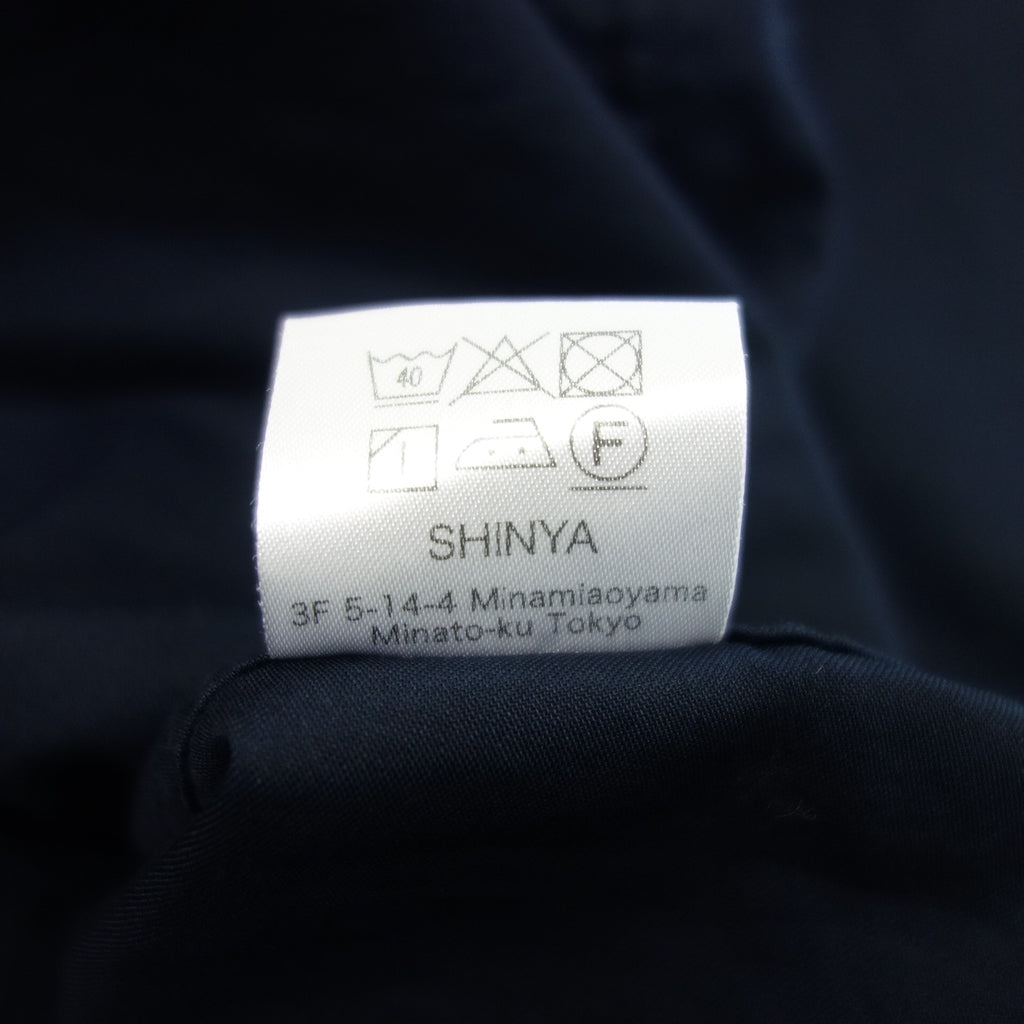 40
F
SHINYA
3F 5-14-4 Minamiaoyama
Minato-ku Tokyo